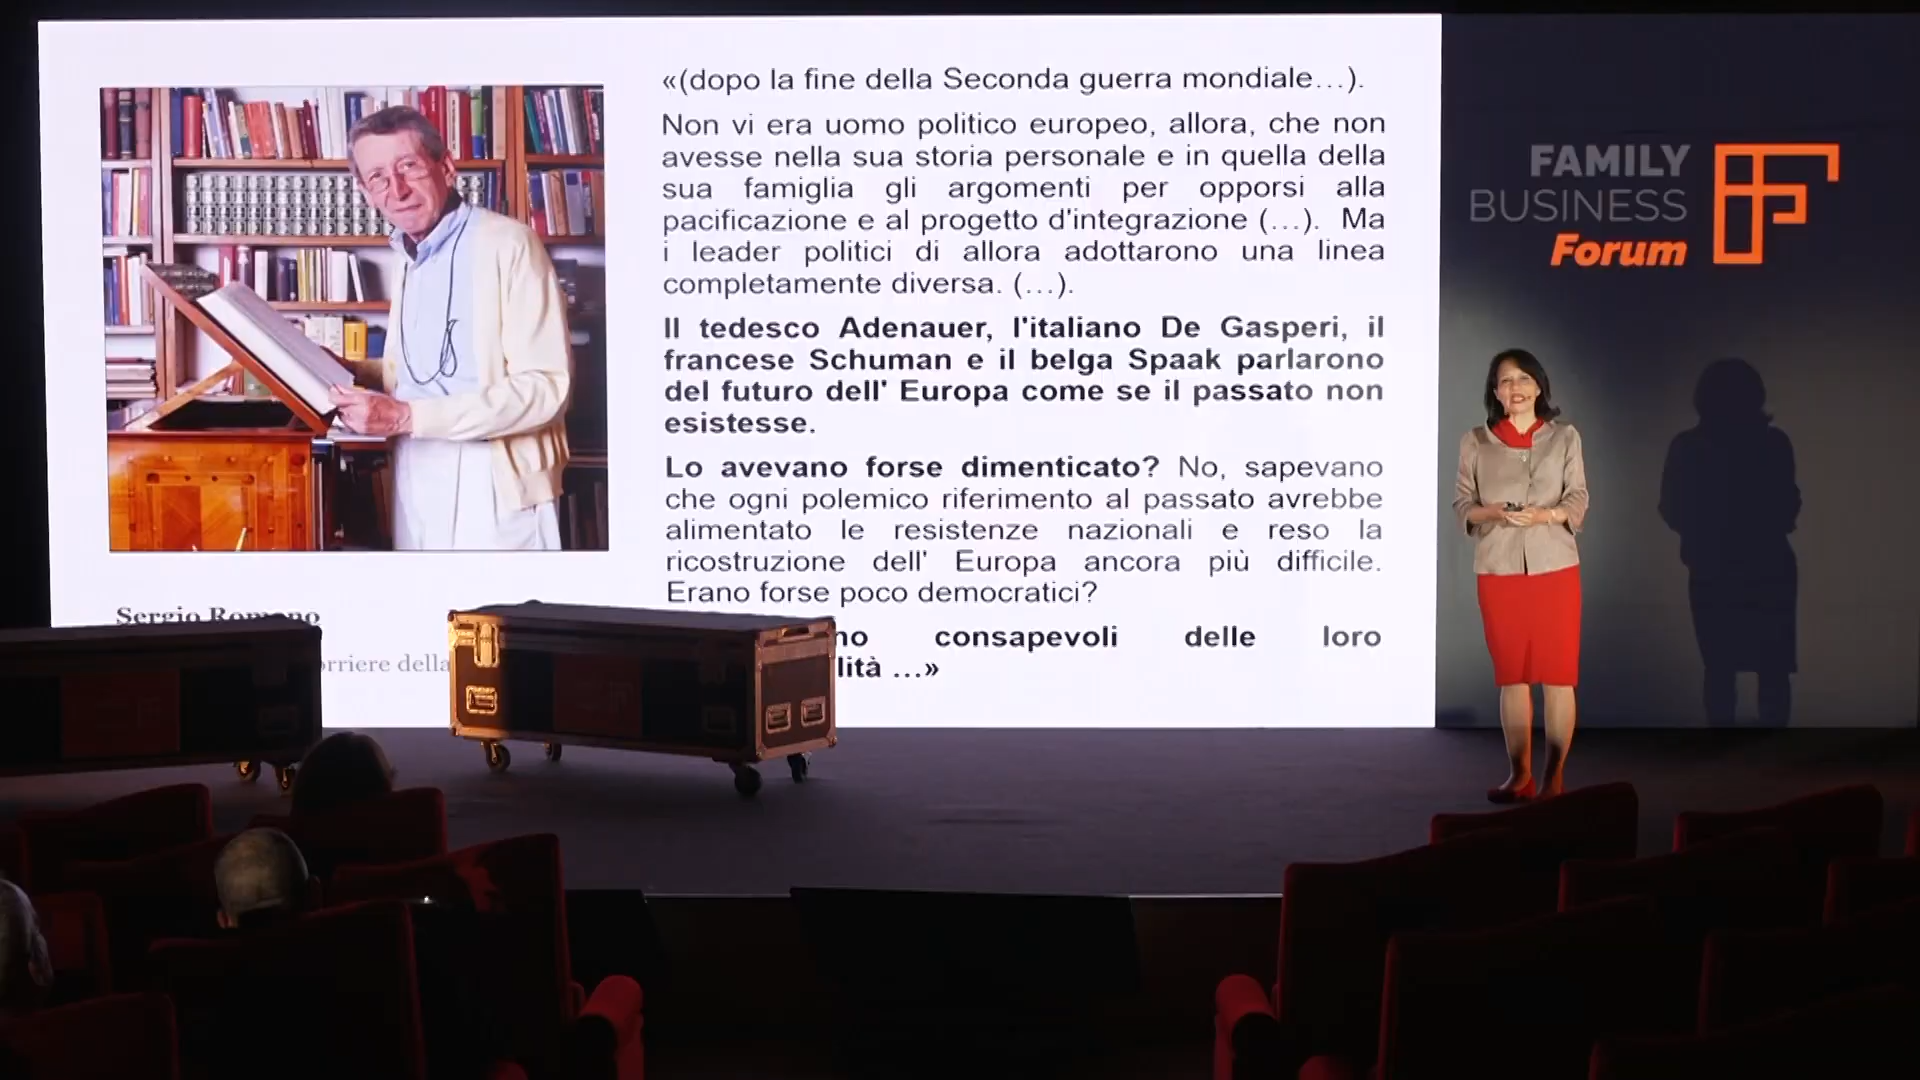 «(dopo la fine della Seconda guerra mondiale…).
Non vi era uomo politico europeo, allora, che non
avesse nella sua storia personale e in quella della
sua famiglia gli argomenti per opporsi alla
pacificazione e al progetto d'integrazione (…). Ma
i leader politici di allora adottarono una linea
completamente diversa. (…).
Il tedesco Adenauer, l'italiano De Gasperi, il
francese Schuman e il belga Spaak parlarono
del futuro dell' Europa come se il passato non
esistesse.
Lo avevano forse dimenticato? No, sapevano
che ogni polemico riferimento al passato avrebbe
alimentato le resistenze nazionali e reso la
ricostruzione dell' Europa ancora più difficile.
Erano forse poco democratici?
consapevoli delle loro
…»
Sergio Romano
della
FAMILY
BUSINESS
Forum